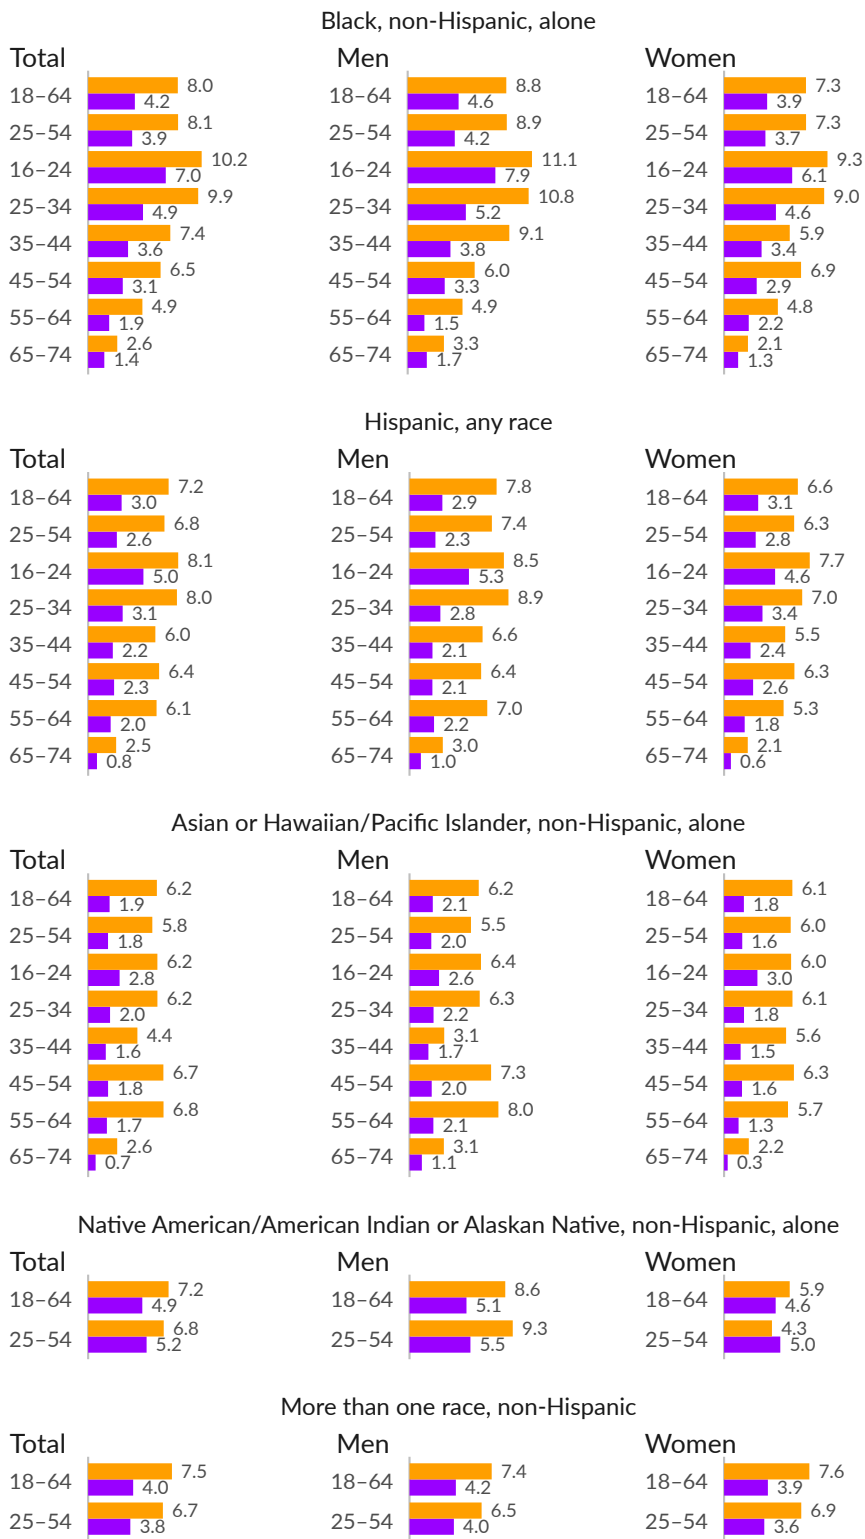 Black, non-Hispanic, alone
Total Men Women
18–64 8.0 4.2 18–64 8.8 4.6 18–64 7.3 3.9
25–54 8.1 3.9 25–54 8.9 4.2 25–54 7.3 3.7
16–24 10.2 7.0 16–24 11.1 7.9 16–24 9.3 6.1
25–34 9.9 4.9 25–34 10.8 5.2 25–34 9.0 4.6
35–44 7.4 3.6 35–44 9.1 3.8 35–44 5.9 3.4
45–54 6.5 3.1 45–54 6.0 3.3 45–54 6.9 2.9
55–64 4.9 1.9 55–64 4.9 1.5 55–64 4.8 2.2
65–74 2.6 1.4 65–74 3.3 1.7 65–74 2.1 1.3
Hispanic, any race
Total Men Women
18–64 7.2 3.0 18–64 7.8 2.9 18–64 6.6 3.1
25–54 6.8 2.6 25–54 7.4 2.3 25–54 6.3 2.8
16–24 8.1 5.0 16–24 8.5 5.3 16–24 7.7 4.6
25–34 8.0 3.1 25–34 8.9 2.8 25–34 7.0 3.4
35–44 6.0 2.2 35–44 6.6 2.1 35–44 5.5 2.4
45–54 6.4 2.3 45–54 6.4 2.1 45–54 6.3 2.6
55–64 6.1 2.0 55–64 7.0 2.2 55–64 5.3 1.8
65–74 2.5 0.8 65–74 3.0 1.0 65–74 2.1 0.6
Asian or Hawaiian/Pacific Islander, non-Hispanic, alone
Total Men Women
18–64 6.2 1.9 18–64 6.2 2.1 18–64 6.1 1.8
25–54 5.8 1.8 25–54 5.5 2.0 25–54 6.0 1.6
16–24 6.2 2.8 16–24 6.4 2.6 16–24 6.0 3.0
25–34 6.2 2.0 25–34 6.3 2.2 25–34 6.1 1.8
35–44 4.4 1.6 35–44 3.1 1.7 35–44 5.6 1.5
45–54 6.7 1.8 45–54 7.3 2.0 45–54 6.3 1.6
55–64 6.8 1.7 55–64 8.0 2.1 55–64 5.7 1.3
65–74 2.6 0.7 65–74 3.1 1.1 65–74 2.2 0.3
Native American/American Indian or Alaskan Native, non-Hispanic, alone
Total Men Women
18–64 7.2 4.9 18–64 8.6 5.1 18–64 5.9 4.6
25–54 6.8 5.2 25–54 9.3 5.5 25–54 4.3 5.0
More than one race, non-Hispanic
Total Men Women
18–64 7.5 4.0 18–64 7.4 4.2 18–64 7.6 3.9
25–54 6.7 3.8 25–54 6.5 4.0 25–54 6.9 3.6